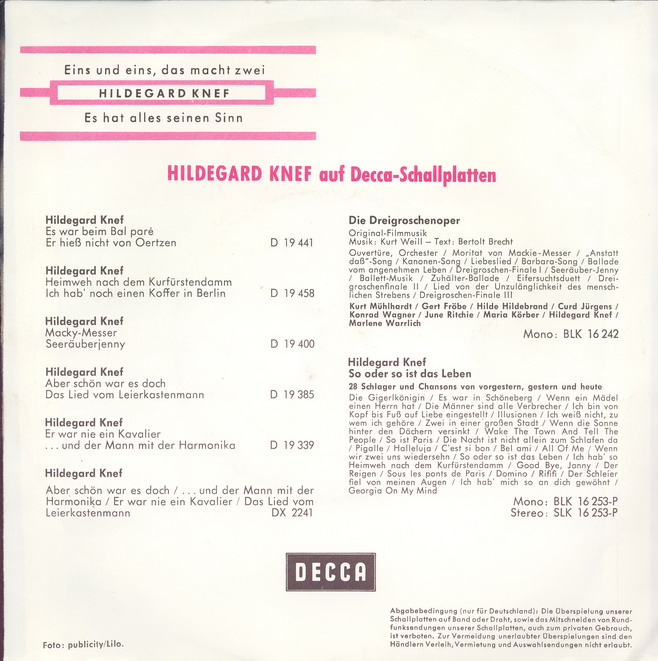 Eins und eins, das macht zwei
HILDEGARD KNEF
Es hat alles seinen Sinn
HILDEGARD KNEF auf Decca-Schallplatten
Hildegard Knef
Es war beim Bal paré
Er hieß nicht von Oertzen D 19 441
Hildegard Knef
Heimweh nach dem Kurfürstendamm
Ich hab' noch einen Koffer in Berlin D 19 458
Hildegard Knef
Macky-Messer
Seeräuberjenny D 19 400
Hildegard Knef
Aber schön war es doch
Das Lied vom Leierkastenmann D 19 385
Hildegard Knef
Er war nie ein Kavalier
... und der Mann mit der Harmonika D 19 339
Hildegard Knef
Aber schön war es doch / ... und der Mann mit der
Harmonika / Er war nie ein Kavalier / Das Lied vom
Leierkastenmann DX 2241
Die Dreigroschenoper
Original-Filmmusik
Musik: Kurt Weill – Text: Bertolt Brecht
Ouvertüre, Orchester / Moritat von Mackie-Messer / „Anstatt
daß"-Song / Kanonen-Song / Liebeslied / Barbara-Song / Ballade
vom angenehmen Leben / Dreigroschen-Finale I / Seeräuber-Jenny
/ Ballett-Musik / Zuhälter-Ballade / Eifersuchtsduett / Drei-
groschenfinale II / Lied von der Unzulänglichkeit des mensch-
lichen Strebens / Dreigroschen-Finale III
Kurt Mühlhardt / Gert Fröbe / Hilde Hildebrand / Curd Jürgens /
Konrad Wagner / June Ritchie / Maria Körber / Hildegard Knef /
Marlene Warrlich
Mono: BLK 16 242
Hildegard Knef
So oder so ist das Leben
28 Schlager und Chansons von vorgestern, gestern und heute
Die Gigerlkönigin / Es war in Schöneberg / Wenn ein Mädel
einen Herrn hat / Die Männer sind alle Verbrecher / Ich bin von
Kopf bis Fuß auf Liebe eingestellt / Illusionen / Ich weiß nicht, zu
wem ich gehöre / Zwei in einer großen Stadt / Wenn die Sonne
hinter den Dächern versinkt / Wake The Town And Tell The
People / So ist Paris / Die Nacht ist nicht allein zum Schlafen da
/ Pigalle / Halleluja / C'est si bon / Bel ami / All Of Me / Wenn
wir zwei uns wiedersehn / So oder so ist das Leben / Ich hab' so
Heimweh nach dem Kurfürstendamm / Good Bye, Janny / Der
Reigen / Sous les ponts de Paris / Domino / Rififi / Der Schleier
fiel von meinen Augen / Ich hab' mich so an dich gewöhnt /
Georgia On My Mind
Mono: BLK 16 253-P
Stereo: SLK 16 253-P
DECCA
Foto: publicity/Lilo.
Abgabebedingung (nur für Deutschland): Die Überspielung unserer
Schallplatten auf Band oder Draht, sowie das Mitschneiden von Rund-
funksendungen unserer Schallplatten, auch zum privaten Gebrauch,
ist verboten. Zur Vermeidung unerlaubter Überspielungen sind den
Händlern Verleih, Vermietung und Auswahlsendungen nicht erlaubt.